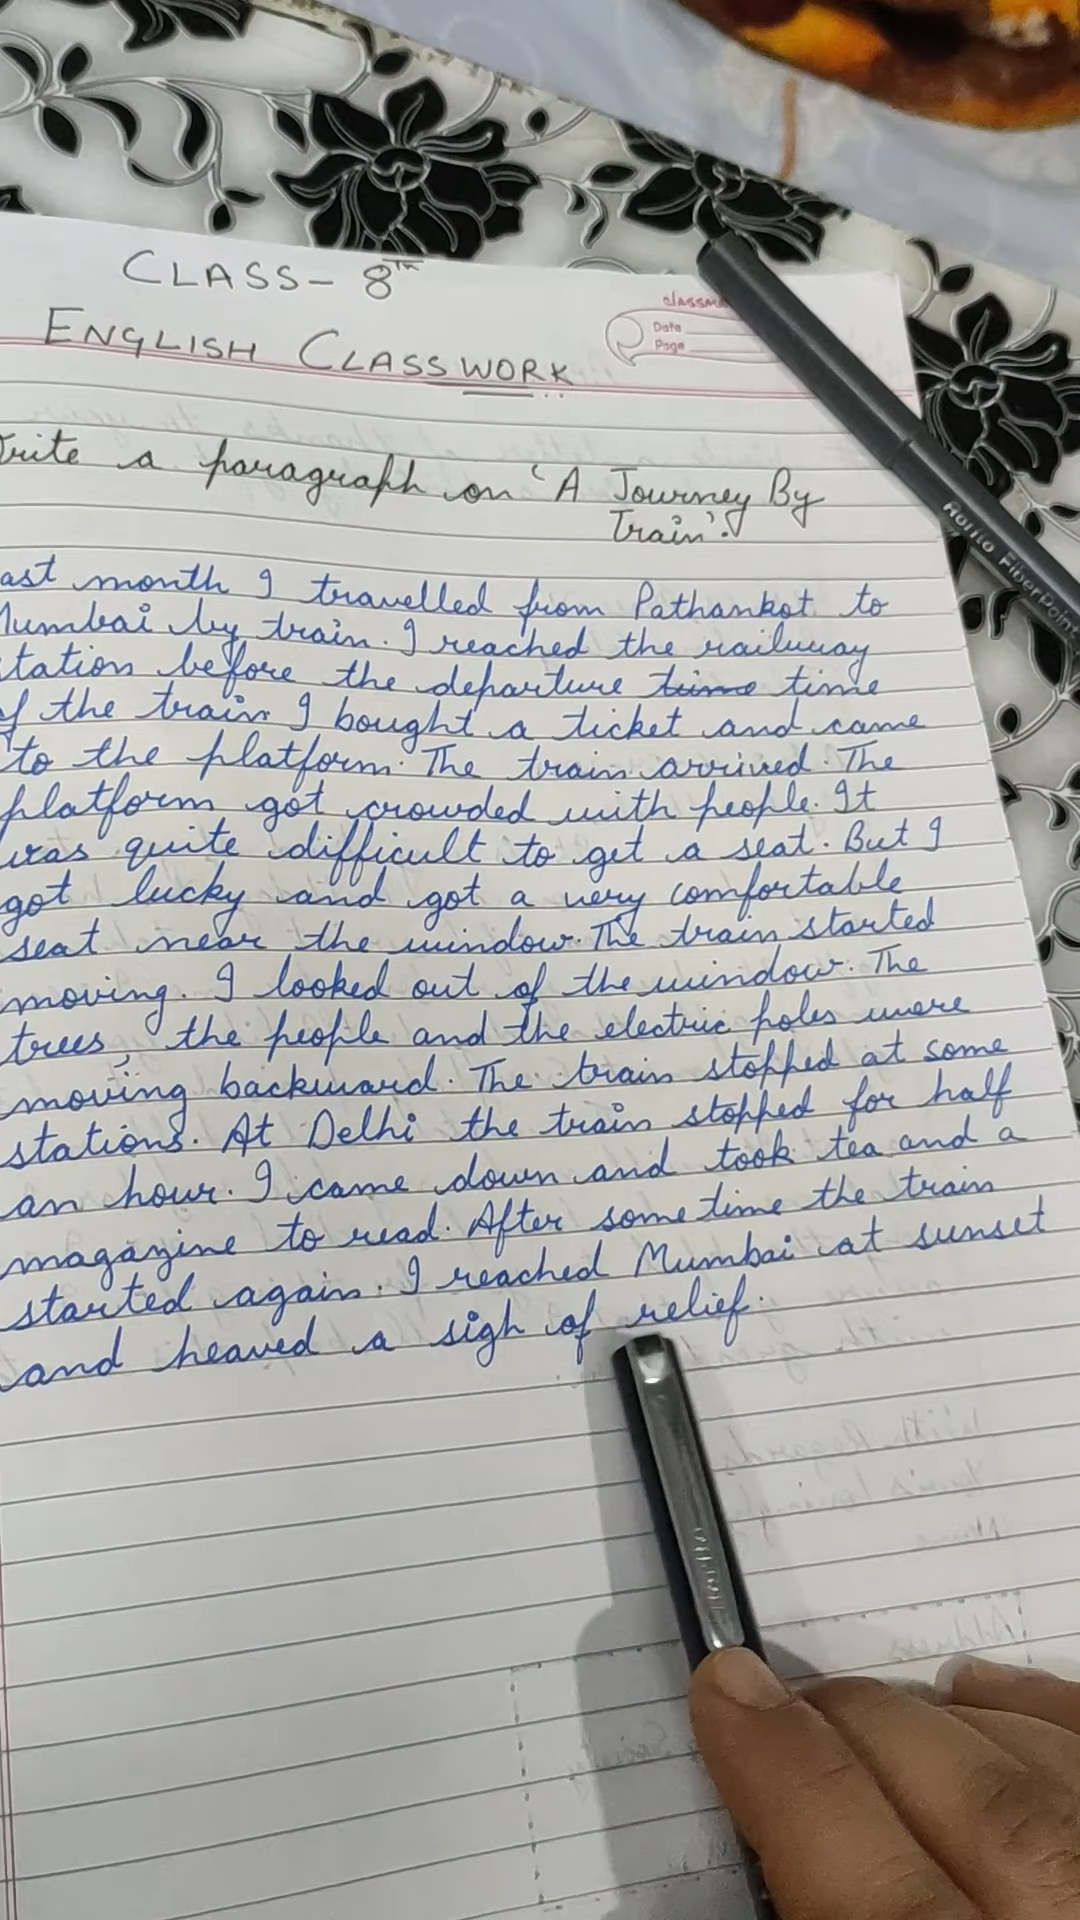 CLASS- 8TH
ENGLISH CLASSWORK
classma
Date
Page
rite a paragraph on 'A Journey By
Train'.
ast month I travelled from Pathankot to
Mumbai by train. I reached the railway
tation before the departure time time
f the train. I bought a ticket and came
to the platform. The train arrived. The
platform got crowded with people. It
was quite difficult to get a seat. But I
got lucky and got a very comfortable
seat near the window. The train started
moving. I looked out of the window. The
trees, the people and the electric poles were
moving backward. The train stopped at some
stations. At Delhi the train stopped for half
an hour. I came down and took tea and a
magazine to read. After some time the train
started again. I reached Mumbai at sunset
and heaved a sigh of relief.
Rorito FiberPoint